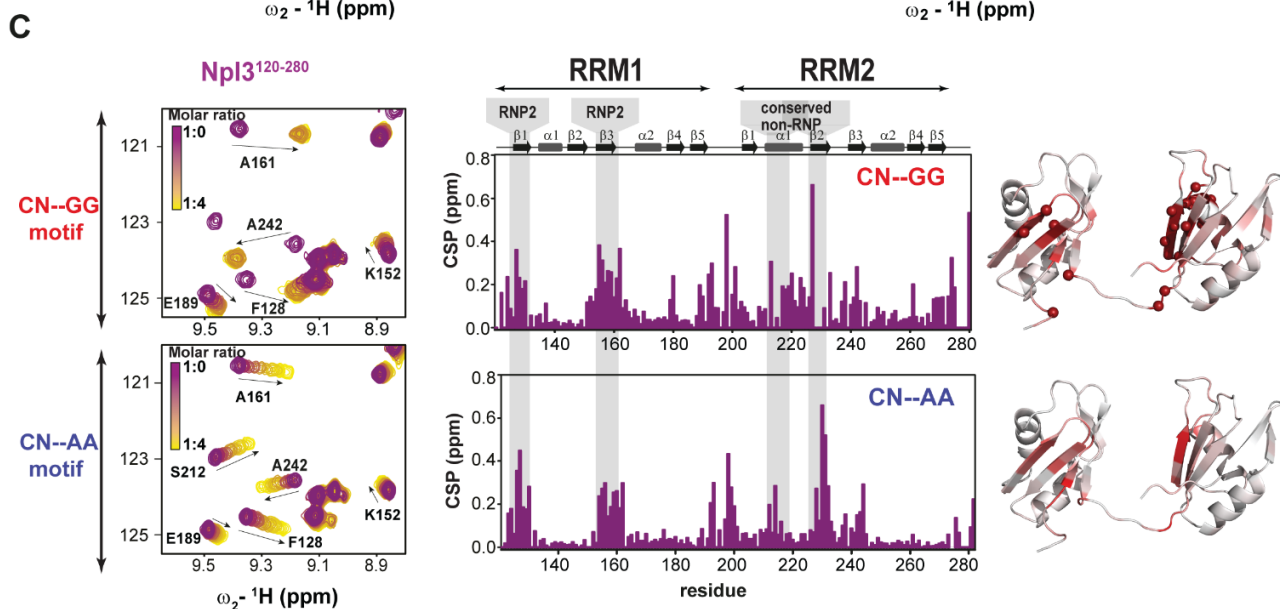 ω2 - 1H (ppm)
ω2 - 1H (ppm)
C
Npl3120-280
RRM1
RRM2
RNP2
RNP2
conserved
non-RNP
β1
α1
β2
β3
α2
β4
β5
β1
α1
β2
β3
α2
β4
β5
CN--GG
motif
121
123
125
Molar ratio
1:0
1:4
A161
A242
K152
E189
F128
9.5
9.3
9.1
8.9
CSP (ppm)
0.8
0.6
0.4
0.2
0.0
CN--GG
140
160
180
200
220
240
260
280
CN--AA
motif
121
123
125
Molar ratio
1:0
1:4
A161
S212
A242
K152
E189
F128
9.5
9.3
9.1
8.9
ω2- 1H (ppm)
CSP (ppm)
0.8
0.6
0.4
0.2
0.0
CN--AA
140
160
180
200
220
240
260
280
residue